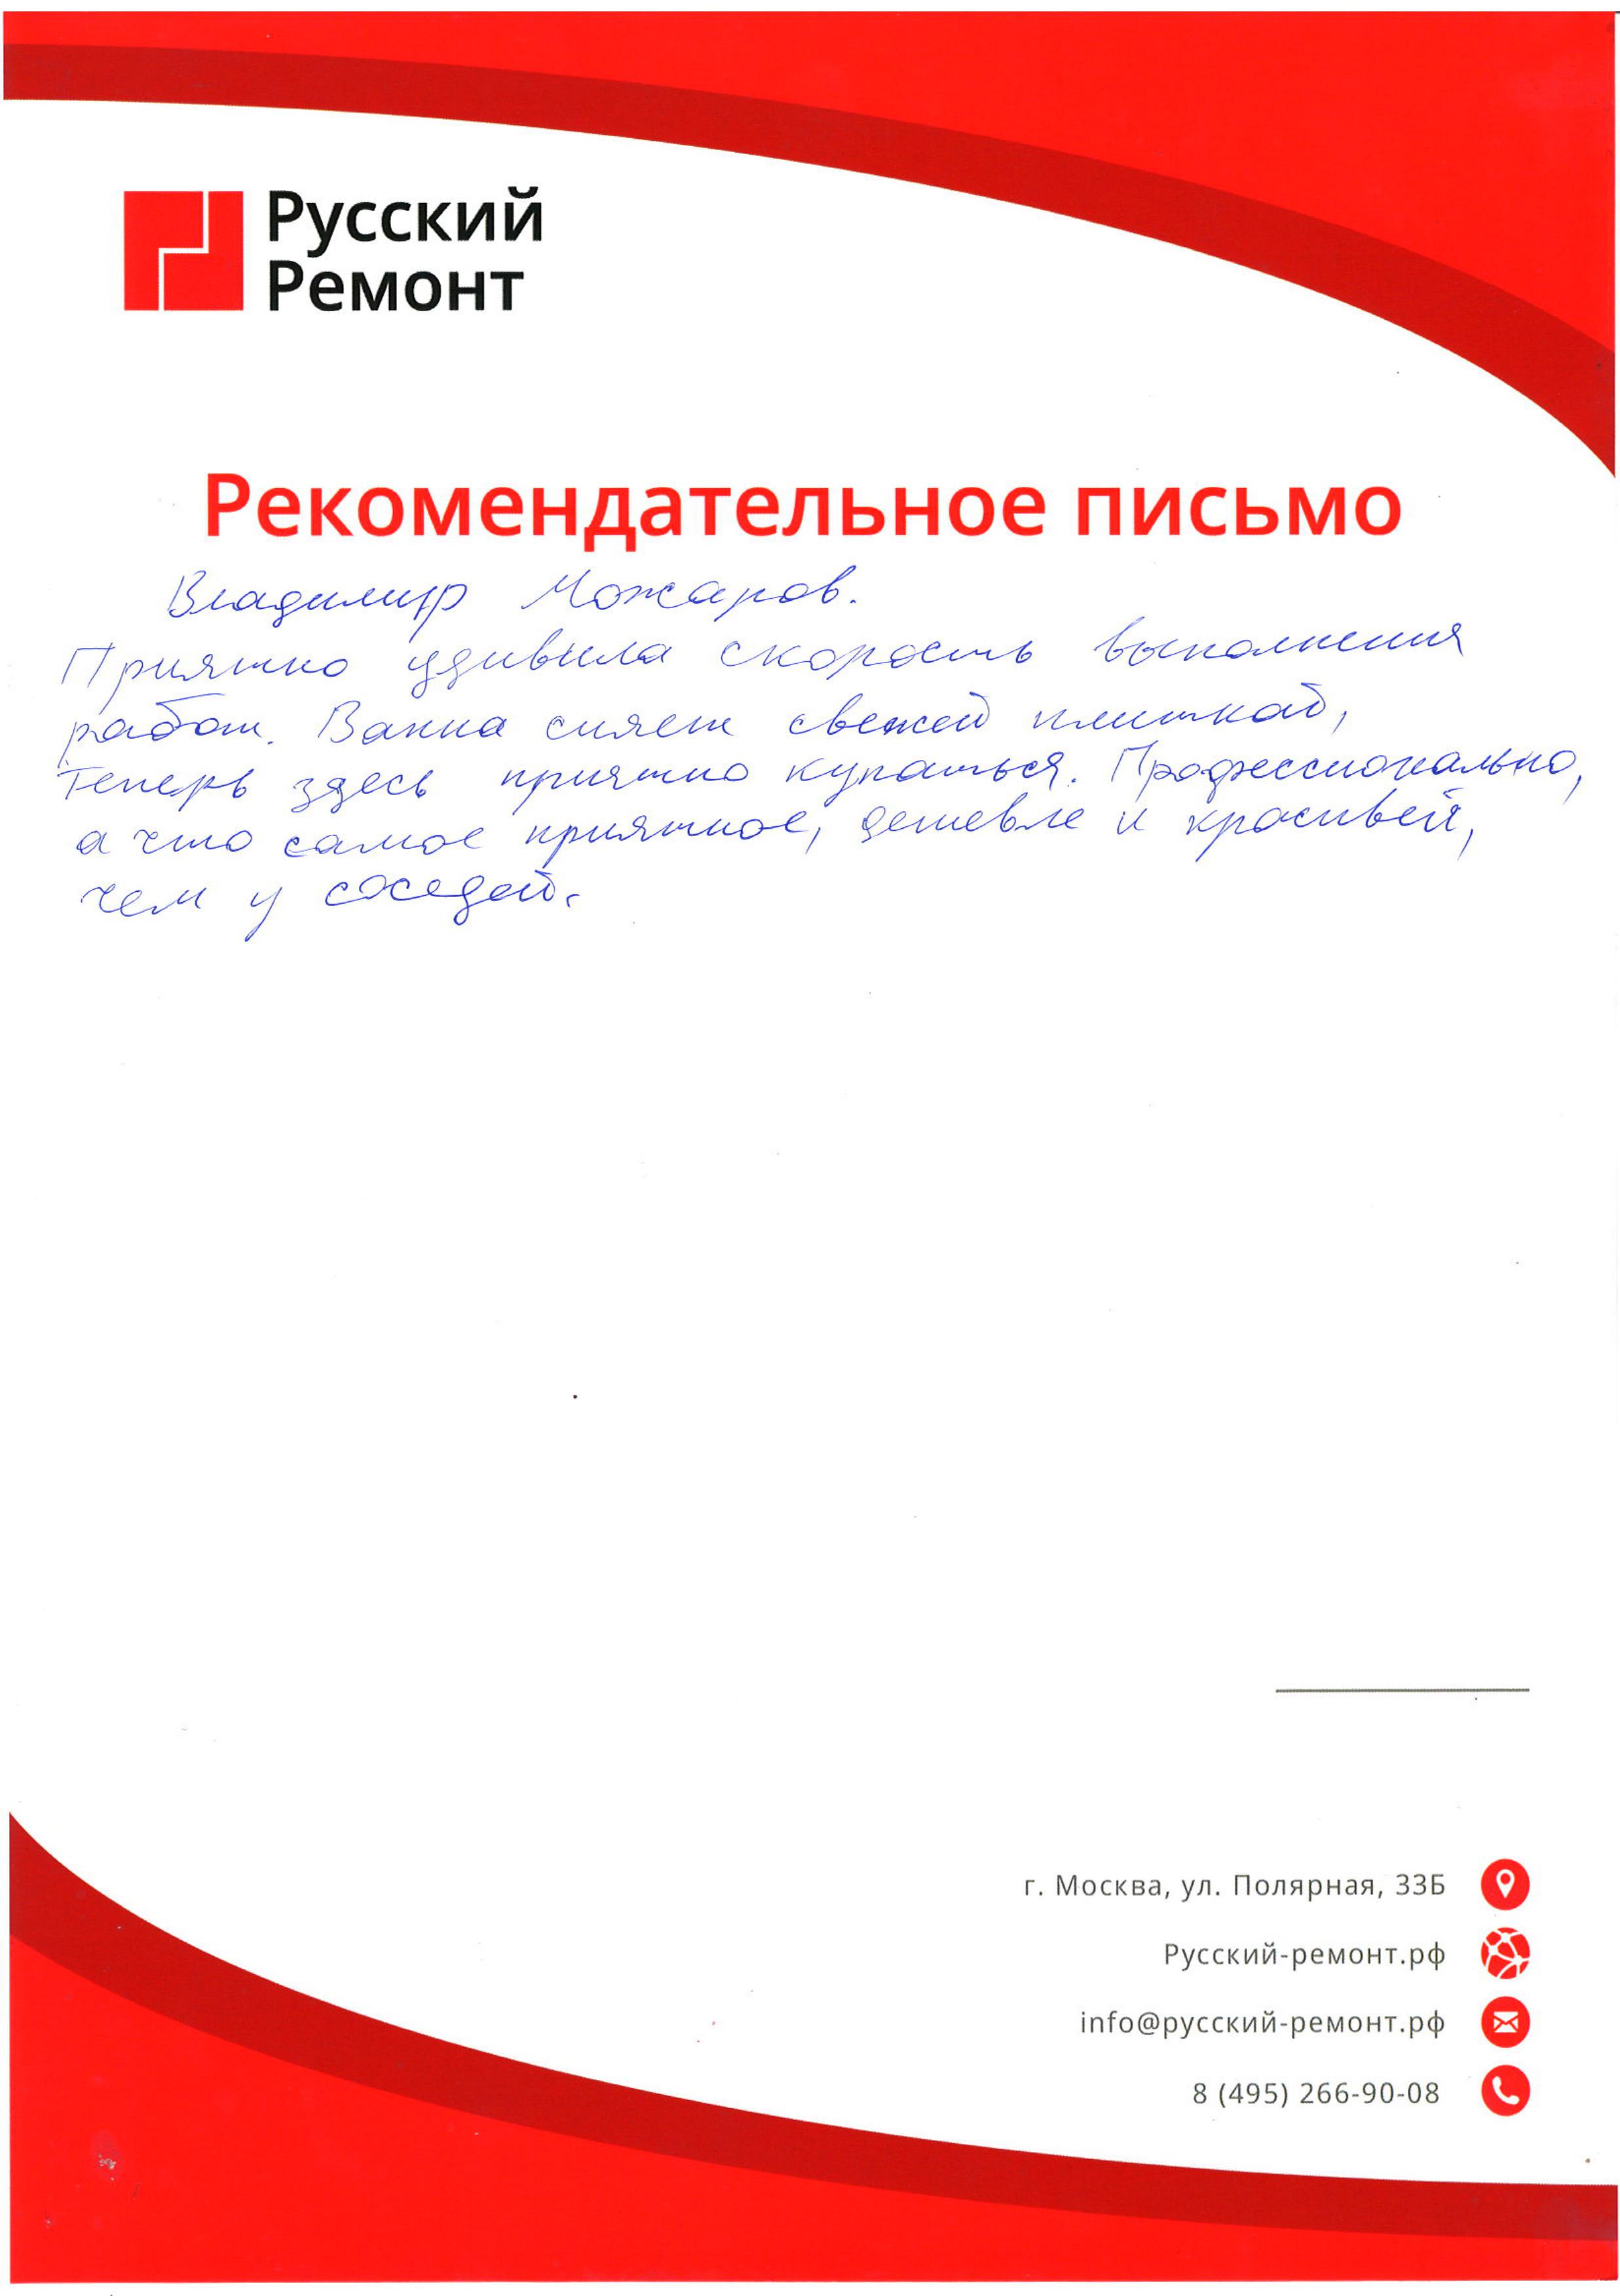 Русский
Ремонт
Рекомендательное письмо
Владимир Можаров.
Приятно удивила скорость выполнения
работ. Ванна сияет свежей плиткой,
теперь здесь приятно купаться. Профессионально,
а что самое приятное, дешевле и красивей,
чем у соседей.
г. Москва, ул. Полярная, 33Б
Русский-ремонт.рф
info@русский-ремонт.рф
8 (495) 266-90-08